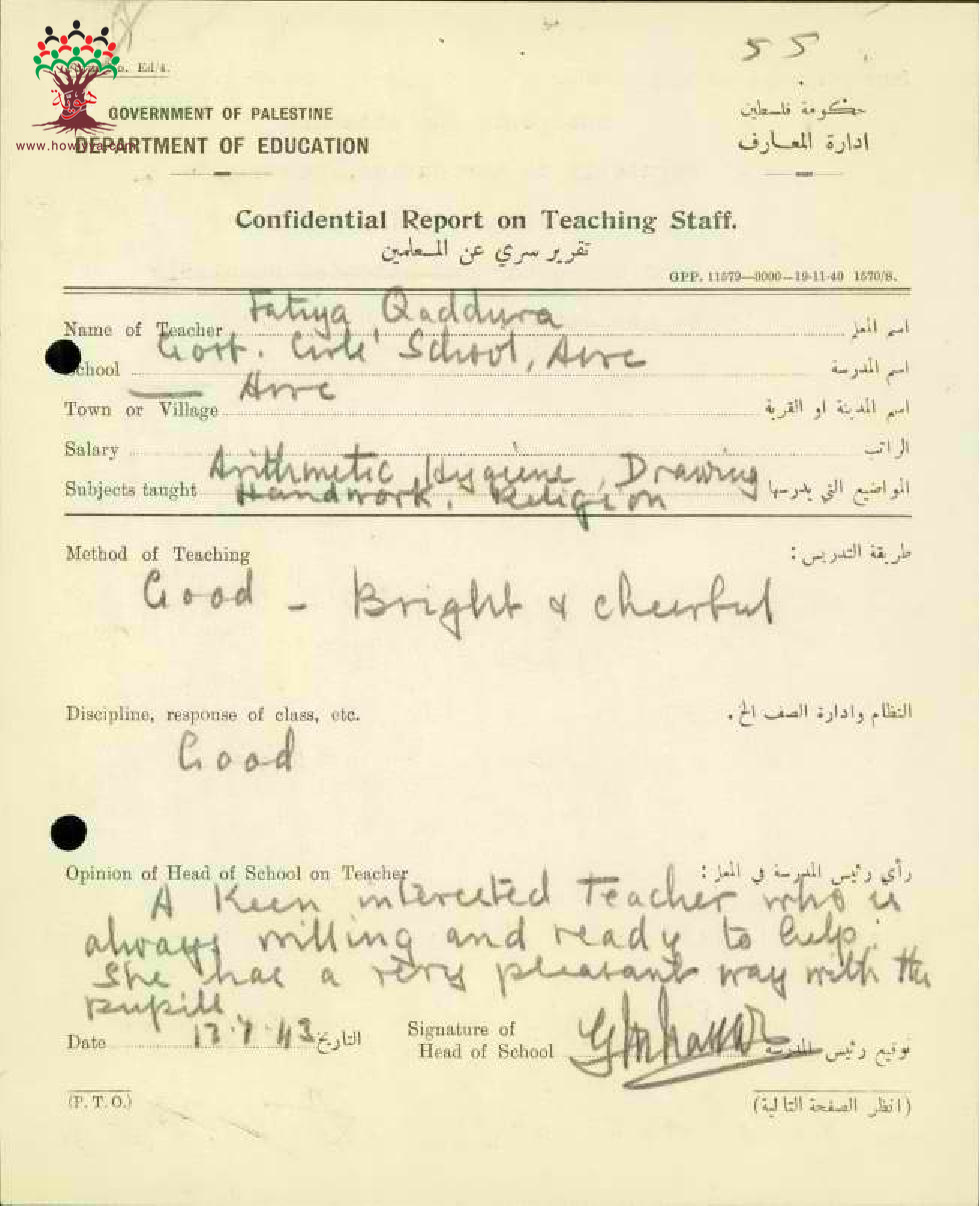 55
o. Ed/4.
GOVERNMENT OF PALESTINE
حكومة فلسطين
DEPARTMENT OF EDUCATION
ادارة المعارف
www.howiyya.com
Confidential Report on Teaching Staff.
تقرير سري عن المعلمين
GPP. 11579—9000—19-11-40 1570/8.
Name of Teacher Fatiya Qaddura اسم المعلم
School Govt. Girls' School, Acre اسم المدرسة
Town or Village Acre اسم المدينة او القرية
Salary الراتب
Subjects taught Arithmetic, Hygiene, Drawing المواضيع التي يدرسها
Handwork, Religion
Method of Teaching طريقة التدريس :
Good - Bright & cheerful
Discipline, response of class, etc. النظام وادارة الصف الخ .
Good
Opinion of Head of School on Teacher رأي رئيس المدرسة في المعلم :
A keen interested teacher who is
always willing and ready to help.
She has a very pleasant way with the
pupils.
Date 43 التاريخ
Signature of
Head of School توقيع رئيس المدرسة
(P. T. O.) (انظر الصفحة التالية)